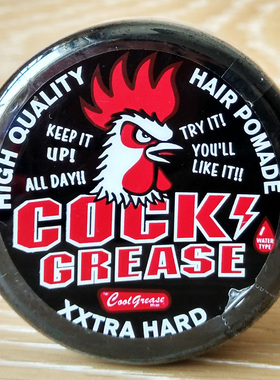 HIGH QUALITY
HAIR POMADE
KEEP IT
UP!
ALL DAY!!
TRY IT!
YOU'LL
LIKE IT!!
COCK
GREASE
WATER
TYPE
CoolGrease
XXTRA HARD